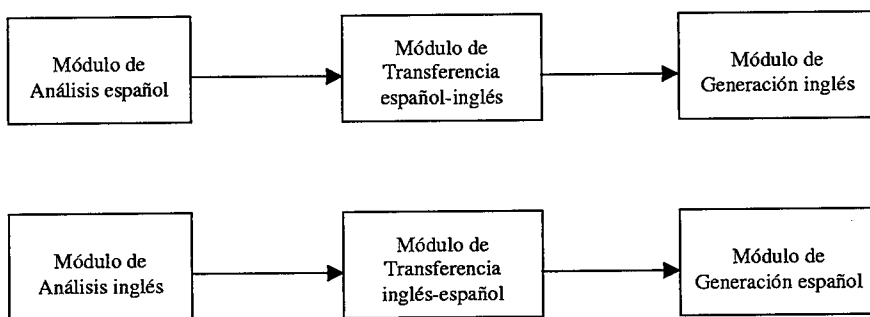 Módulo de
Análisis español
Módulo de
Transferencia
español-inglés
Módulo de
Generación inglés
Módulo de
Análisis inglés
Módulo de
Transferencia
inglés-español
Módulo de
Generación español